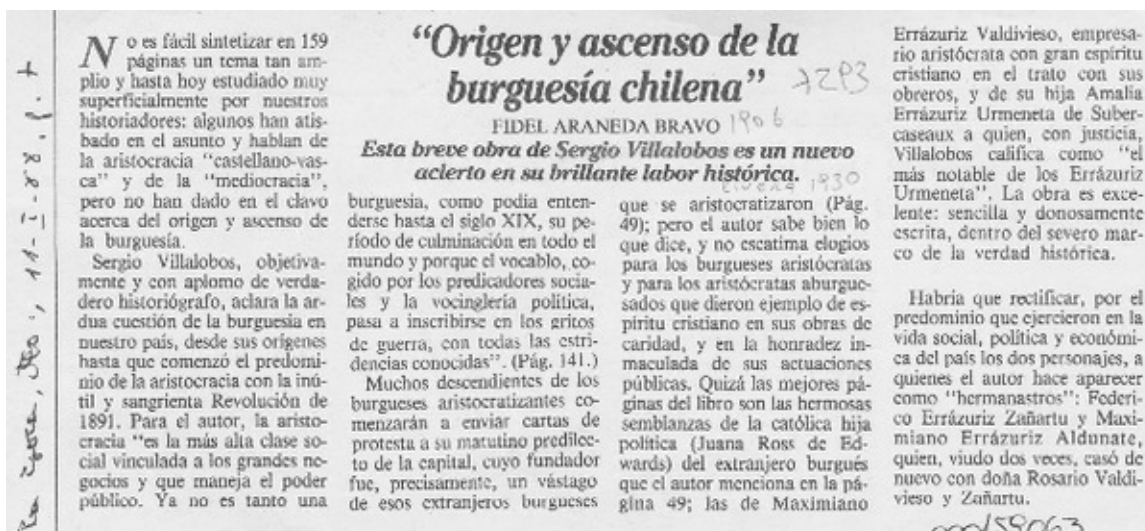 "Origen y ascenso de la
burguesía chilena"
7ZP3
FIDEL ARANEDA BRAVO 1906
Esta breve obra de Sergio Villalobos es un nuevo
acierto en su brillante labor histórica.
Rivera 1930
No es fácil sintetizar en 159
páginas un tema tan am-
plio y hasta hoy estudiado muy
superficialmente por nuestros
historiadores: algunos han atis-
bado en el asunto y hablan de
la aristocracia "castellano-vas-
ca" y de la "mediocracia",
pero no han dado en el clavo
acerca del origen y ascenso de
la burguesía.
Sergio Villalobos, objetiva-
mente y con aplomo de verda-
dero historiógrafo, aclara la ar-
dua cuestión de la burguesia en
nuestro país, desde sus orígenes
hasta que comenzó el predomi-
nio de la aristocracia con la inú-
til y sangrienta Revolución de
1891. Para el autor, la aristo-
cracia "es la más alta clase so-
cial vinculada a los grandes ne-
gocios y que maneja el poder
público. Ya no es tanto una
burguesía, como podia enten-
derse hasta el siglo XIX, su pe-
ríodo de culminación en todo el
mundo y porque el vocablo, co-
gido por los predicadores socia-
les y la vocinglería política,
pasa a inscribirse en los gritos
de guerra, con todas las estri-
dencias conocidas". (Pág. 141.)
Muchos descendientes de los
burgueses aristocratizantes co-
menzarán a enviar cartas de
protesta a su matutino predilec-
to de la capital, cuyo fundador
fue, precisamente, un vástago
de esos extranjeros burgueses
que se aristocratizaron (Pág.
49); pero el autor sabe bien lo
que dice, y no escatima elogios
para los burgueses aristócratas
y para los aristócratas aburgue-
sados que dieron ejemplo de es-
píritu cristiano en sus obras de
caridad, y en la honradez in-
maculada de sus actuaciones
públicas. Quizá las mejores pá-
ginas del libro son las hermosas
semblanzas de la católica hija
política (Juana Ross de Ed-
wards) del extranjero burgués
que el autor menciona en la pá-
gina 49; las de Maximiano
Errázuriz Valdivieso, empresa-
rio aristócrata con gran espíritu
cristiano en el trato con sus
obreros, y de su hija Amalia
Errázuriz Urmeneta de Suber-
caseaux a quien, con justicia,
Villalobos califica como "el
más notable de los Errázuriz
Urmeneta". La obra es exce-
lente: sencilla y donosamente
escrita, dentro del severo mar-
co de la verdad histórica.
Habría que rectificar, por el
predominio que ejercieron en la
vida social, política y económi-
ca del país los dos personajes, a
quienes el autor hace aparecer
como "hermanastros": Federi-
co Errázuriz Zañartu y Maxi-
miano Errázuriz Aldunate,
quien, viudo dos veces, casó de
nuevo con doña Rosario Valdi-
vieso y Zañartu.